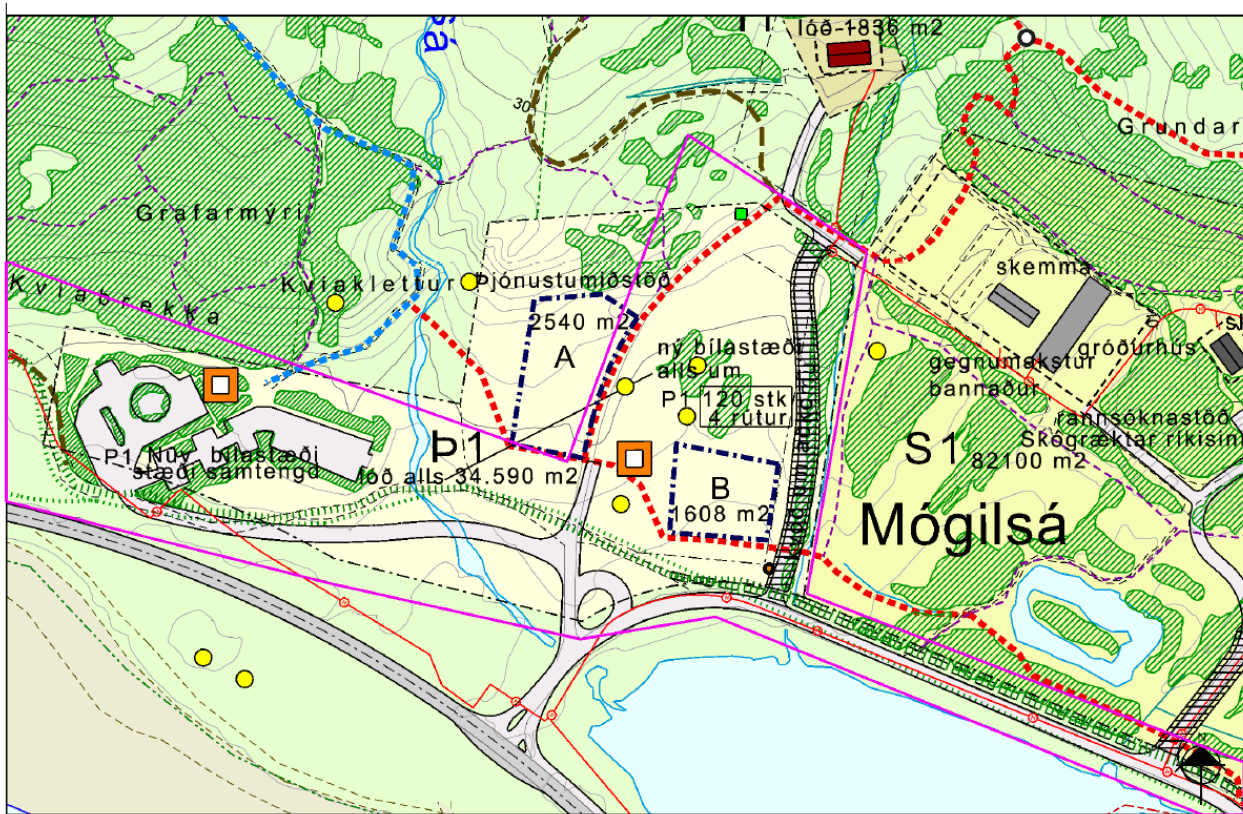 lóð 1836 m2
30
Grundar
Grafarmýri
skemma
Kvíaklettur
Þjónustumiðstöð
Kvíabrekka
2540 m2
A
ný bílastæði
alls um
gróðurhús
gegnumakstur
bannaður
P1 120 stk
4 rútur
rannsóknastöð
Skógræktar ríkisins
Þ1
S1
82100 m2
P1 Núv. bílastæði
stæði samtengd
lóð alls 34.590 m2
B
1608 m2
Mógilsá